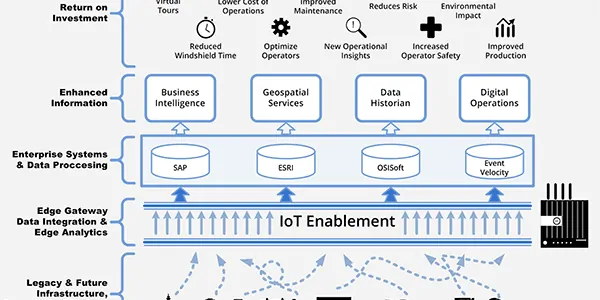 Return on
Investment
Virtual
Tours
Lower Cost of
Operations
Improved
Maintenance
Reduces Risk
Environmental
Impact
Reduced
Windshield Time
Optimize
Operators
New Operational
Insights
Increased
Operator Safety
Improved
Production
Enhanced
Information
Business
Intelligence
Geospatial
Services
Data
Historian
Digital
Operations
Enterprise Systems
& Data Proccesing
SAP
ESRI
OSISoft
Event
Velocity
Edge Gateway
Data Integration &
Edge Analytics
IoT Enablement
Legacy & Future
Infrastructure,